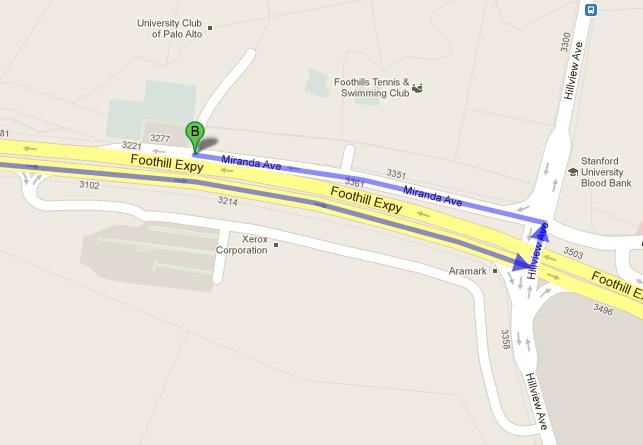 University Club
of Palo Alto
3300
Hillview Ave
Foothills Tennis &
Swimming Club
B
81
3277
3221
Foothill Expy
Miranda Ave
3351
3361
Miranda Ave
Stanford
University
Blood Bank
3102
3214
Foothill Expy
Xerox
Corporation
Hillview Ave
3503
Aramark
Foothill Ex
3496
3358
Hillview Ave